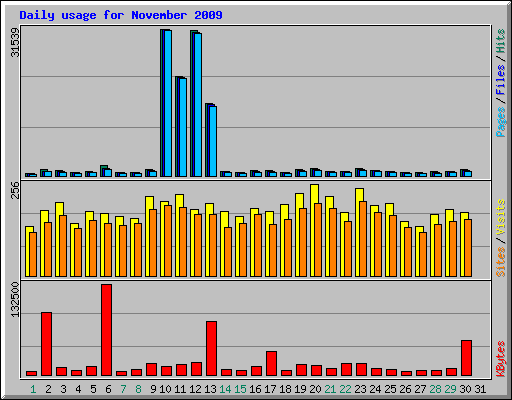 Daily usage for November 2009
31539
Pages / Files / Hits
256
Sites / Visits
132500
KBytes
1 2 3 4 5 6 7 8 9 10 11 12 13 14 15 16 17 18 19 20 21 22 23 24 25 26 27 28 29 30 31